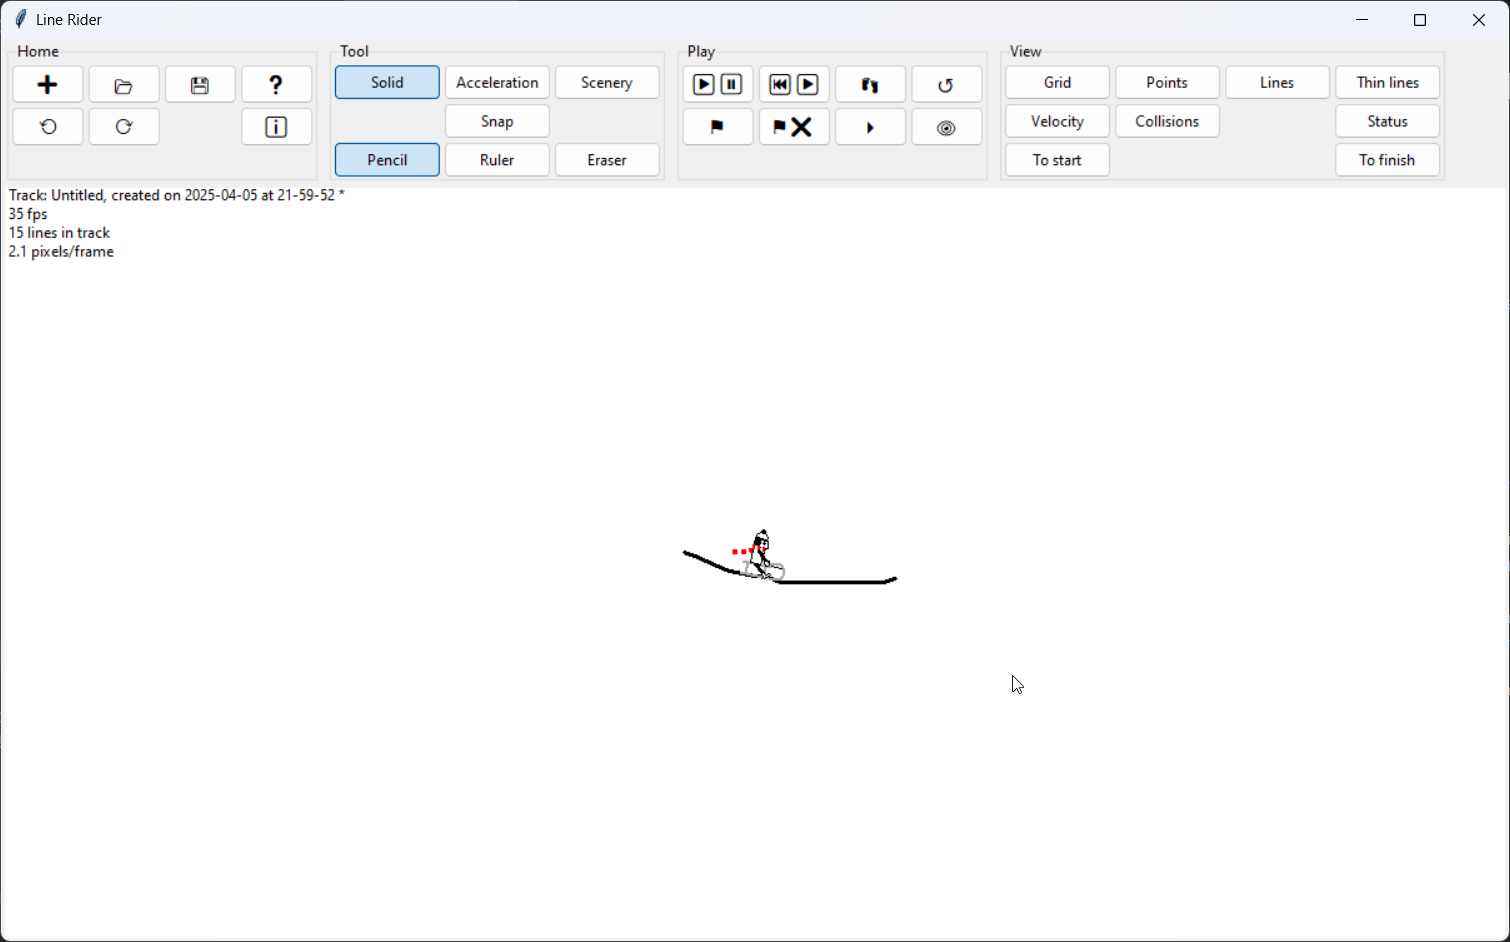 Line Rider
Home
Tool
Play
View
Solid
Acceleration
Scenery
Grid
Points
Lines
Thin lines
Snap
Velocity
Collisions
Status
Pencil
Ruler
Eraser
To start
To finish
Track: Untitled, created on 2025-04-05 at 21-59-52 *
35 fps
15 lines in track
2.1 pixels/frame